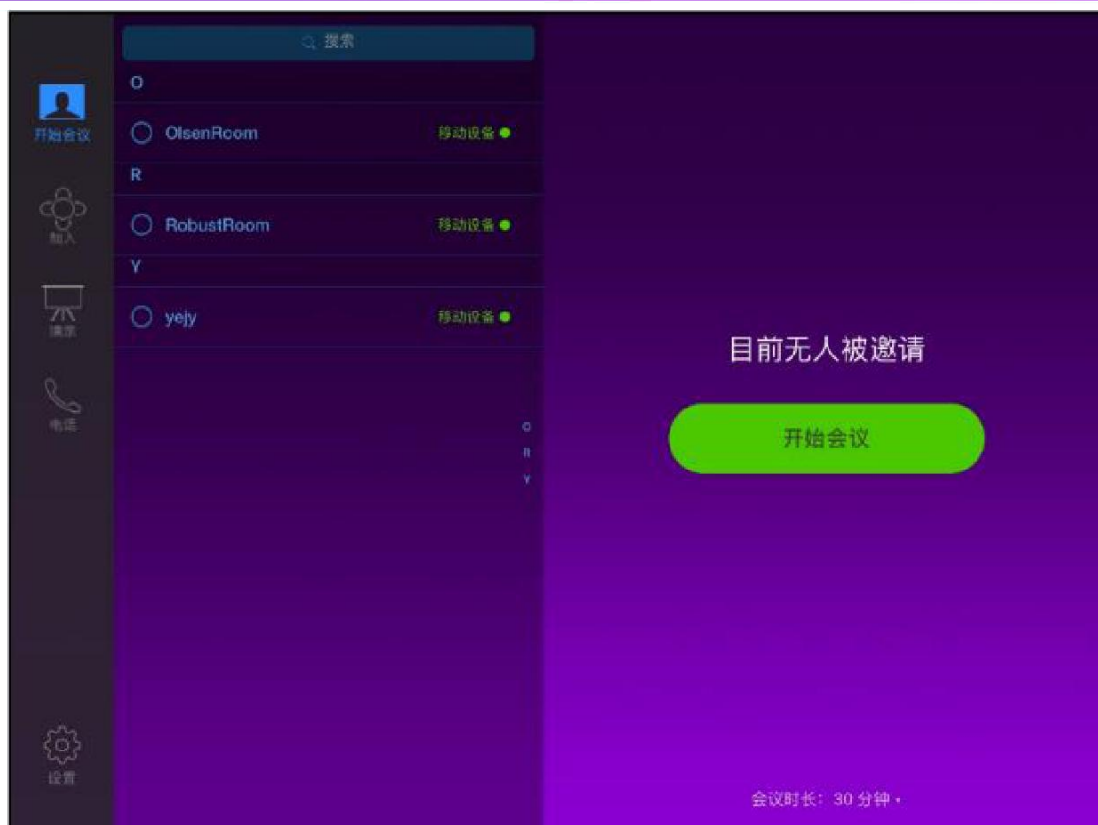 搜索
开始会议
加入
演示
电话
设置
O
OlsenRoom 移动设备
R
RobustRoom 移动设备
Y
yejy 移动设备
O
R
Y
目前无人被邀请
开始会议
会议时长：30 分钟